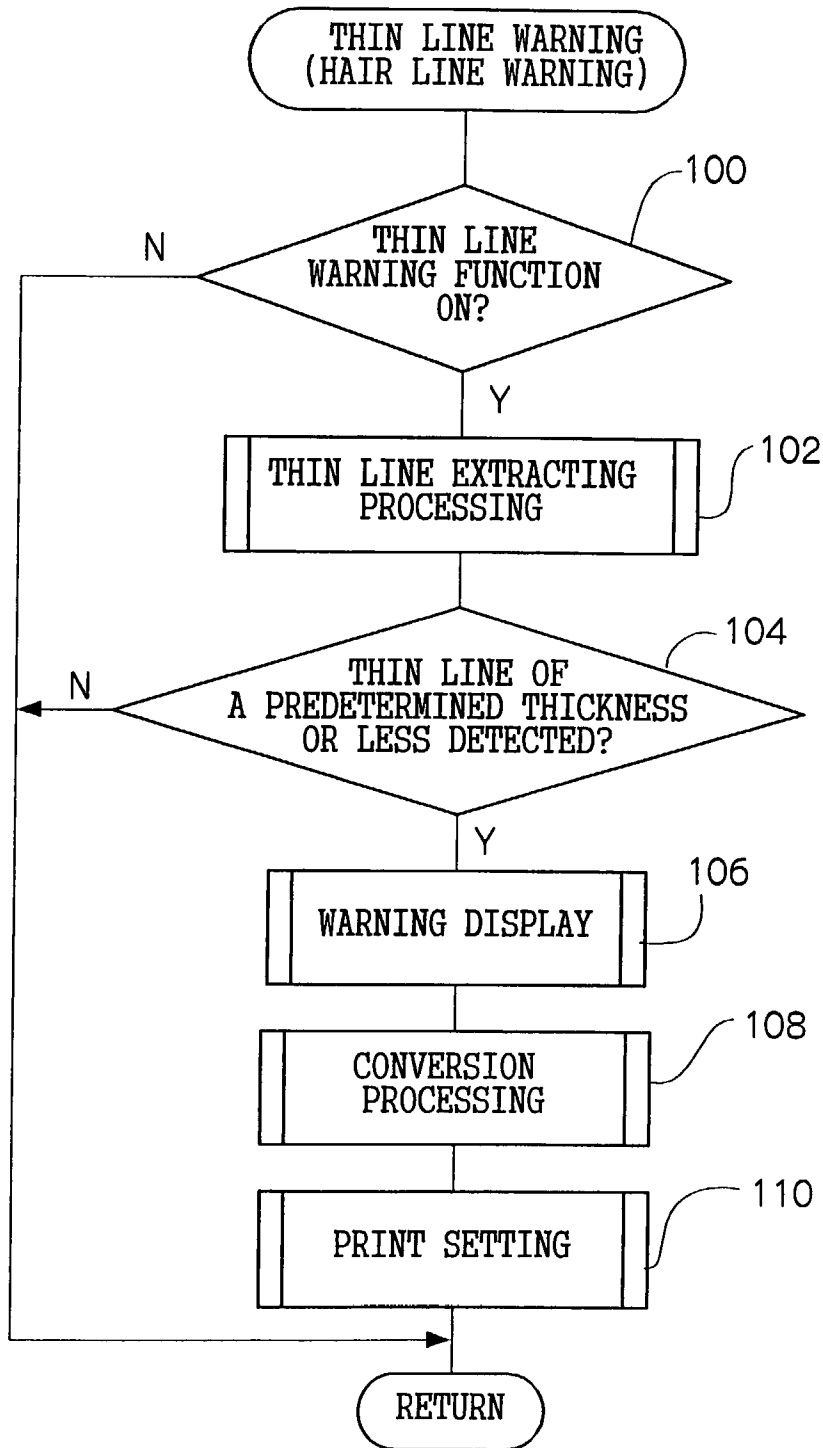 THIN LINE WARNING
(HAIR LINE WARNING)
100
THIN LINE
WARNING FUNCTION
ON?
N
Y
102
THIN LINE EXTRACTING
PROCESSING
104
THIN LINE OF
A PREDETERMINED THICKNESS
OR LESS DETECTED?
N
Y
106
WARNING DISPLAY
108
CONVERSION
PROCESSING
110
PRINT SETTING
RETURN